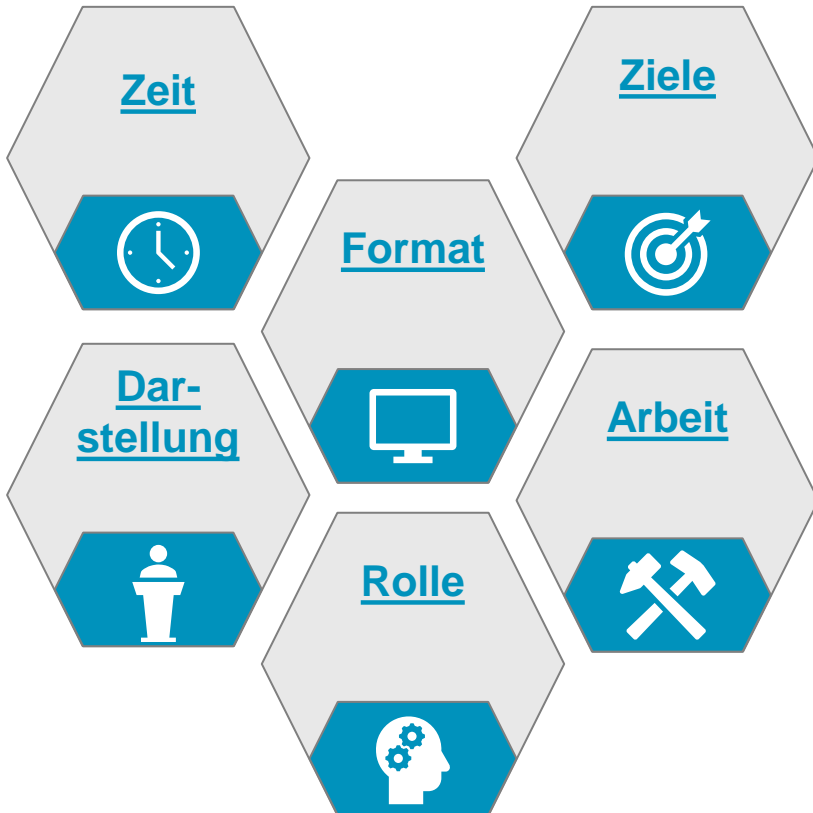 Zeit
Ziele
Format
Dar-
stellung
Arbeit
Rolle